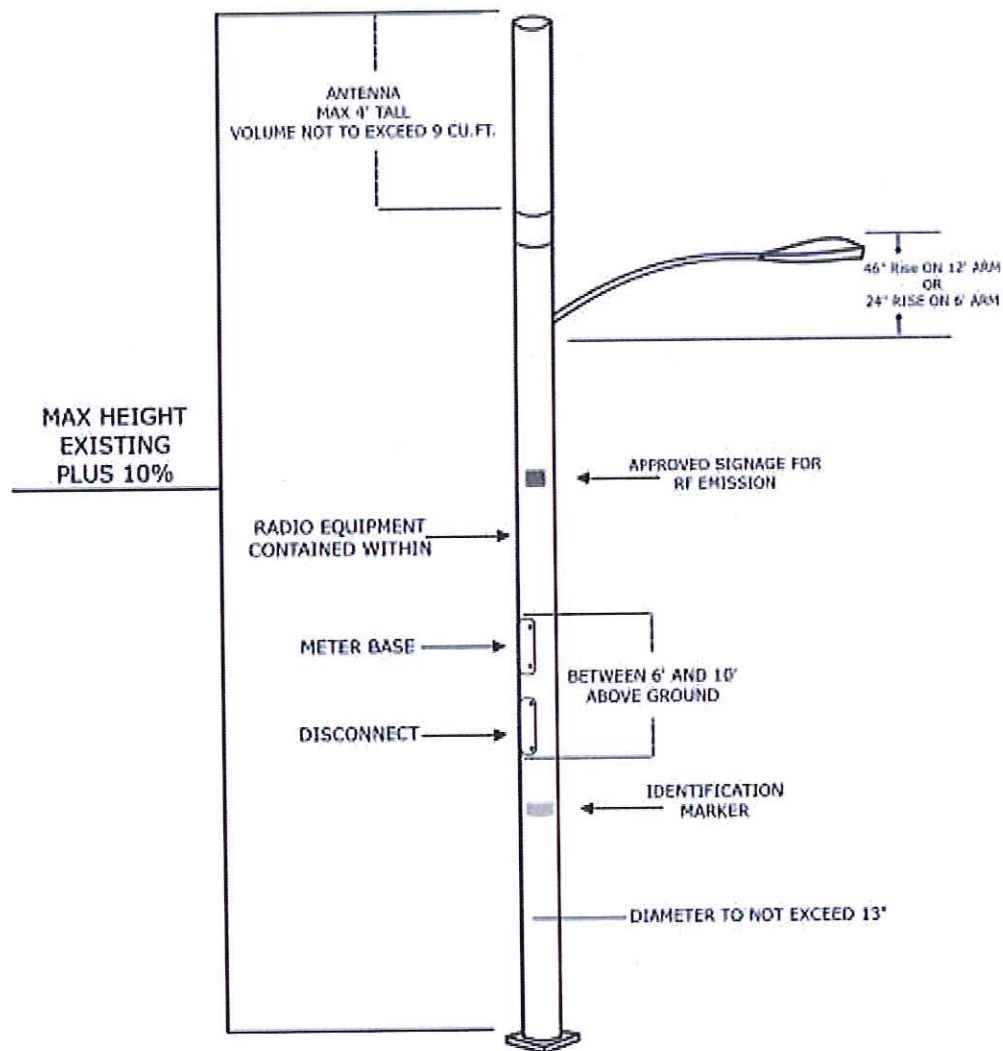 ANTENNA
MAX 4' TALL
VOLUME NOT TO EXCEED 9 CU.FT.
46" Rise ON 12' ARM
OR
24" RISE ON 6' ARM
MAX HEIGHT
EXISTING
PLUS 10%
APPROVED SIGNAGE FOR
RF EMISSION
RADIO EQUIPMENT
CONTAINED WITHIN
METER BASE
BETWEEN 6' AND 10'
ABOVE GROUND
DISCONNECT
IDENTIFICATION
MARKER
DIAMETER TO NOT EXCEED 13"